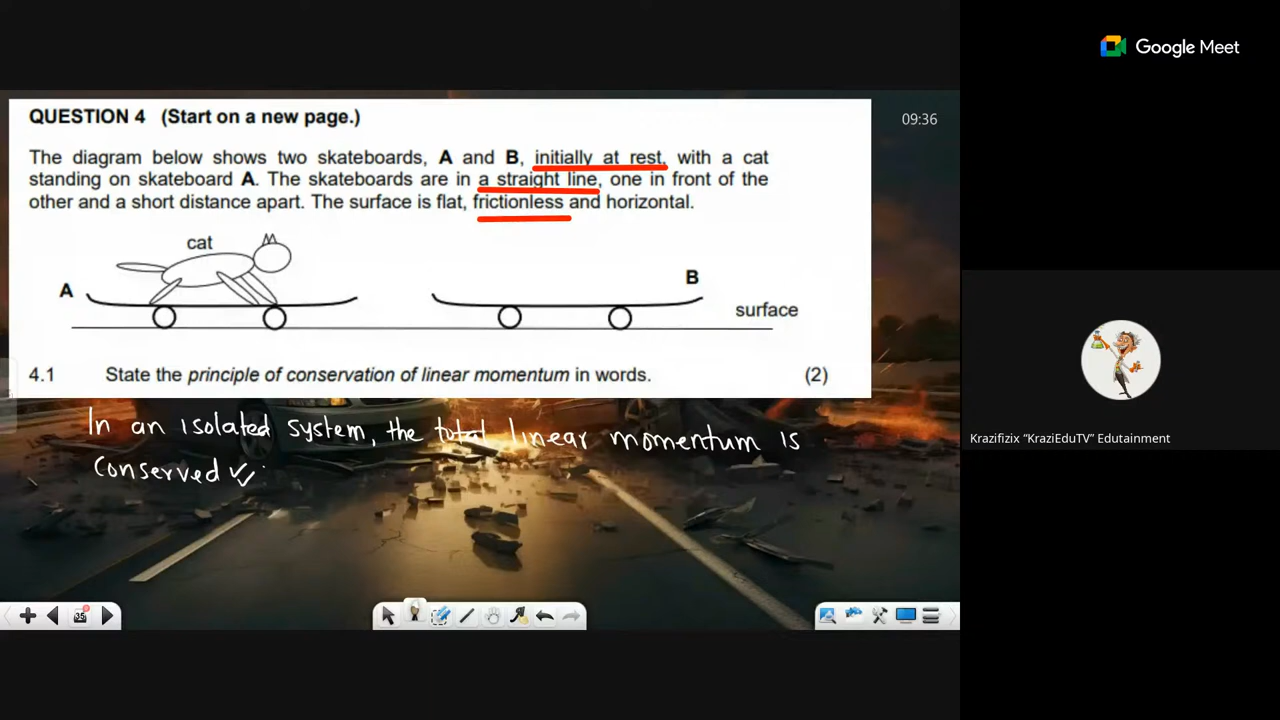 Google Meet
QUESTION 4 (Start on a new page.)
09:36
The diagram below shows two skateboards, A and B, initially at rest, with a cat
standing on skateboard A. The skateboards are in a straight line, one in front of the
other and a short distance apart. The surface is flat, frictionless and horizontal.
cat
A
B
surface
4.1 State the principle of conservation of linear momentum in words. (2)
In an isolated system, the total linear momentum is
conserved
35
Krazifizix “KraziEduTV” Edutainment